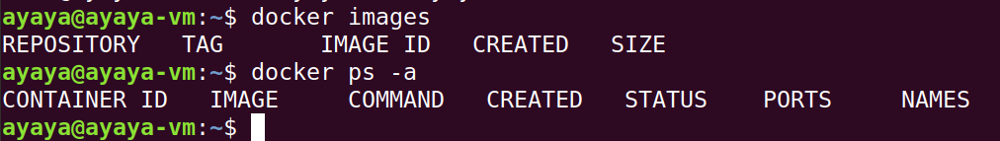 ayaya@ayaya-vm:~$ docker images
REPOSITORY   TAG       IMAGE ID   CREATED   SIZE
ayaya@ayaya-vm:~$ docker ps -a
CONTAINER ID   IMAGE     COMMAND   CREATED   STATUS    PORTS     NAMES
ayaya@ayaya-vm:~$